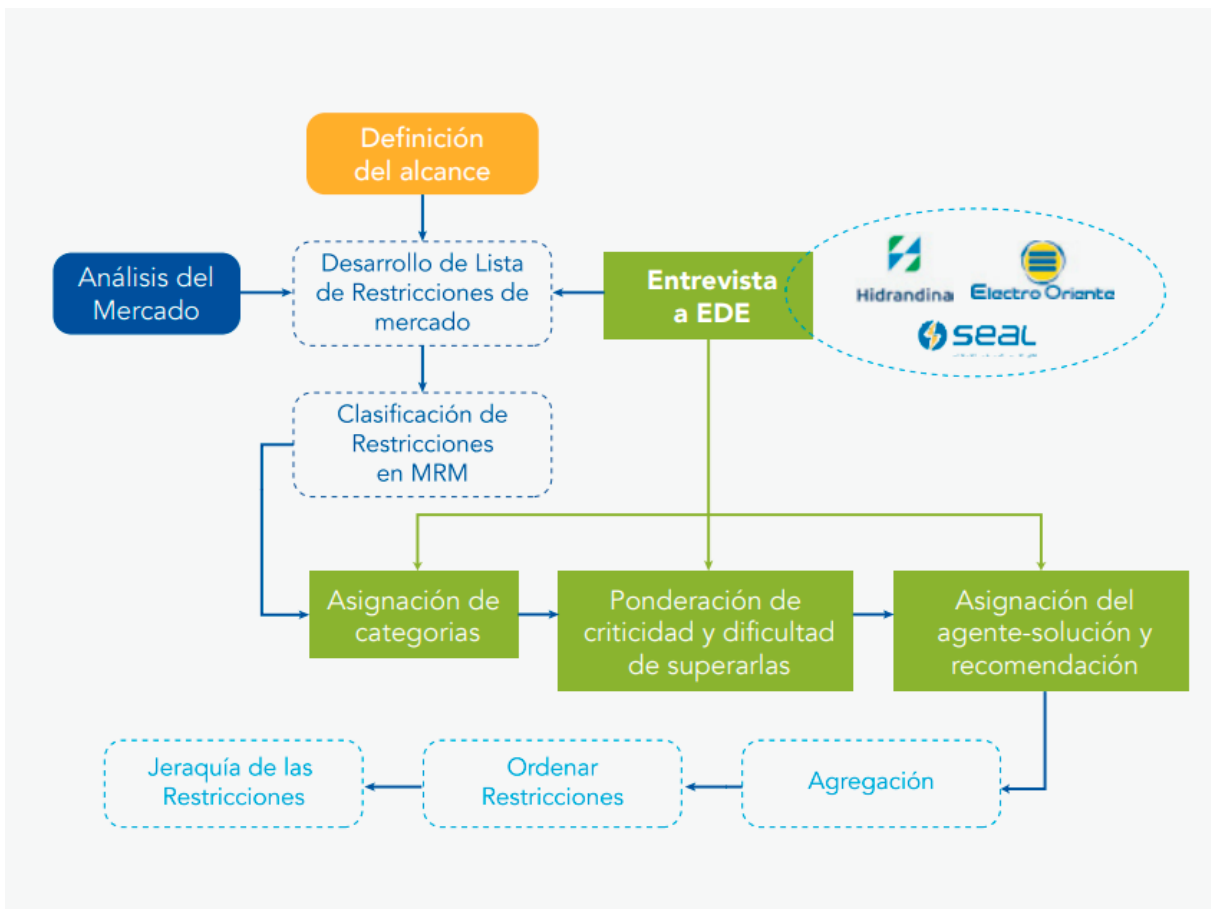 Definición
del alcance
Análisis del
Mercado
Desarrollo de Lista
de Restricciones de
mercado
Entrevista
a EDE
Hidrandina
Electro Oriente
seal
Clasificación de
Restricciones
en MRM
Asignación de
categorias
Ponderación de
criticidad y dificultad
de superarlas
Asignación del
agente-solución y
recomendación
Jeraquía de las
Restricciones
Ordenar
Restricciones
Agregación